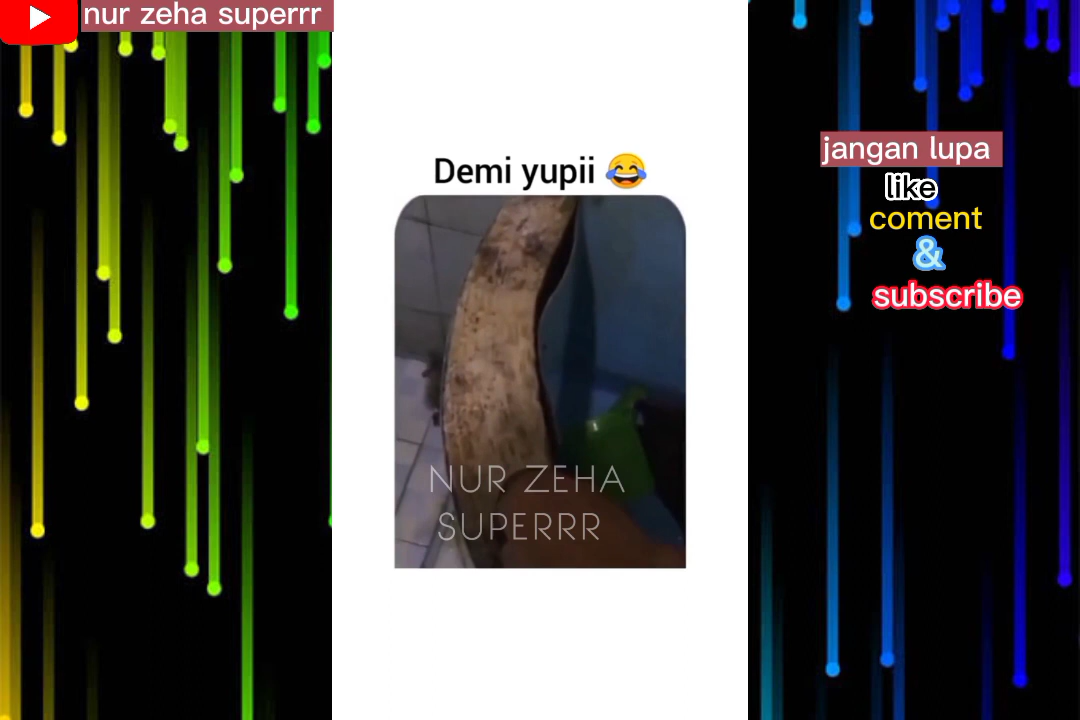 nur zeha superrr
Demi yupii 😂
NUR ZEHA
SUPERRR
jangan lupa
like
coment
&
subscribe